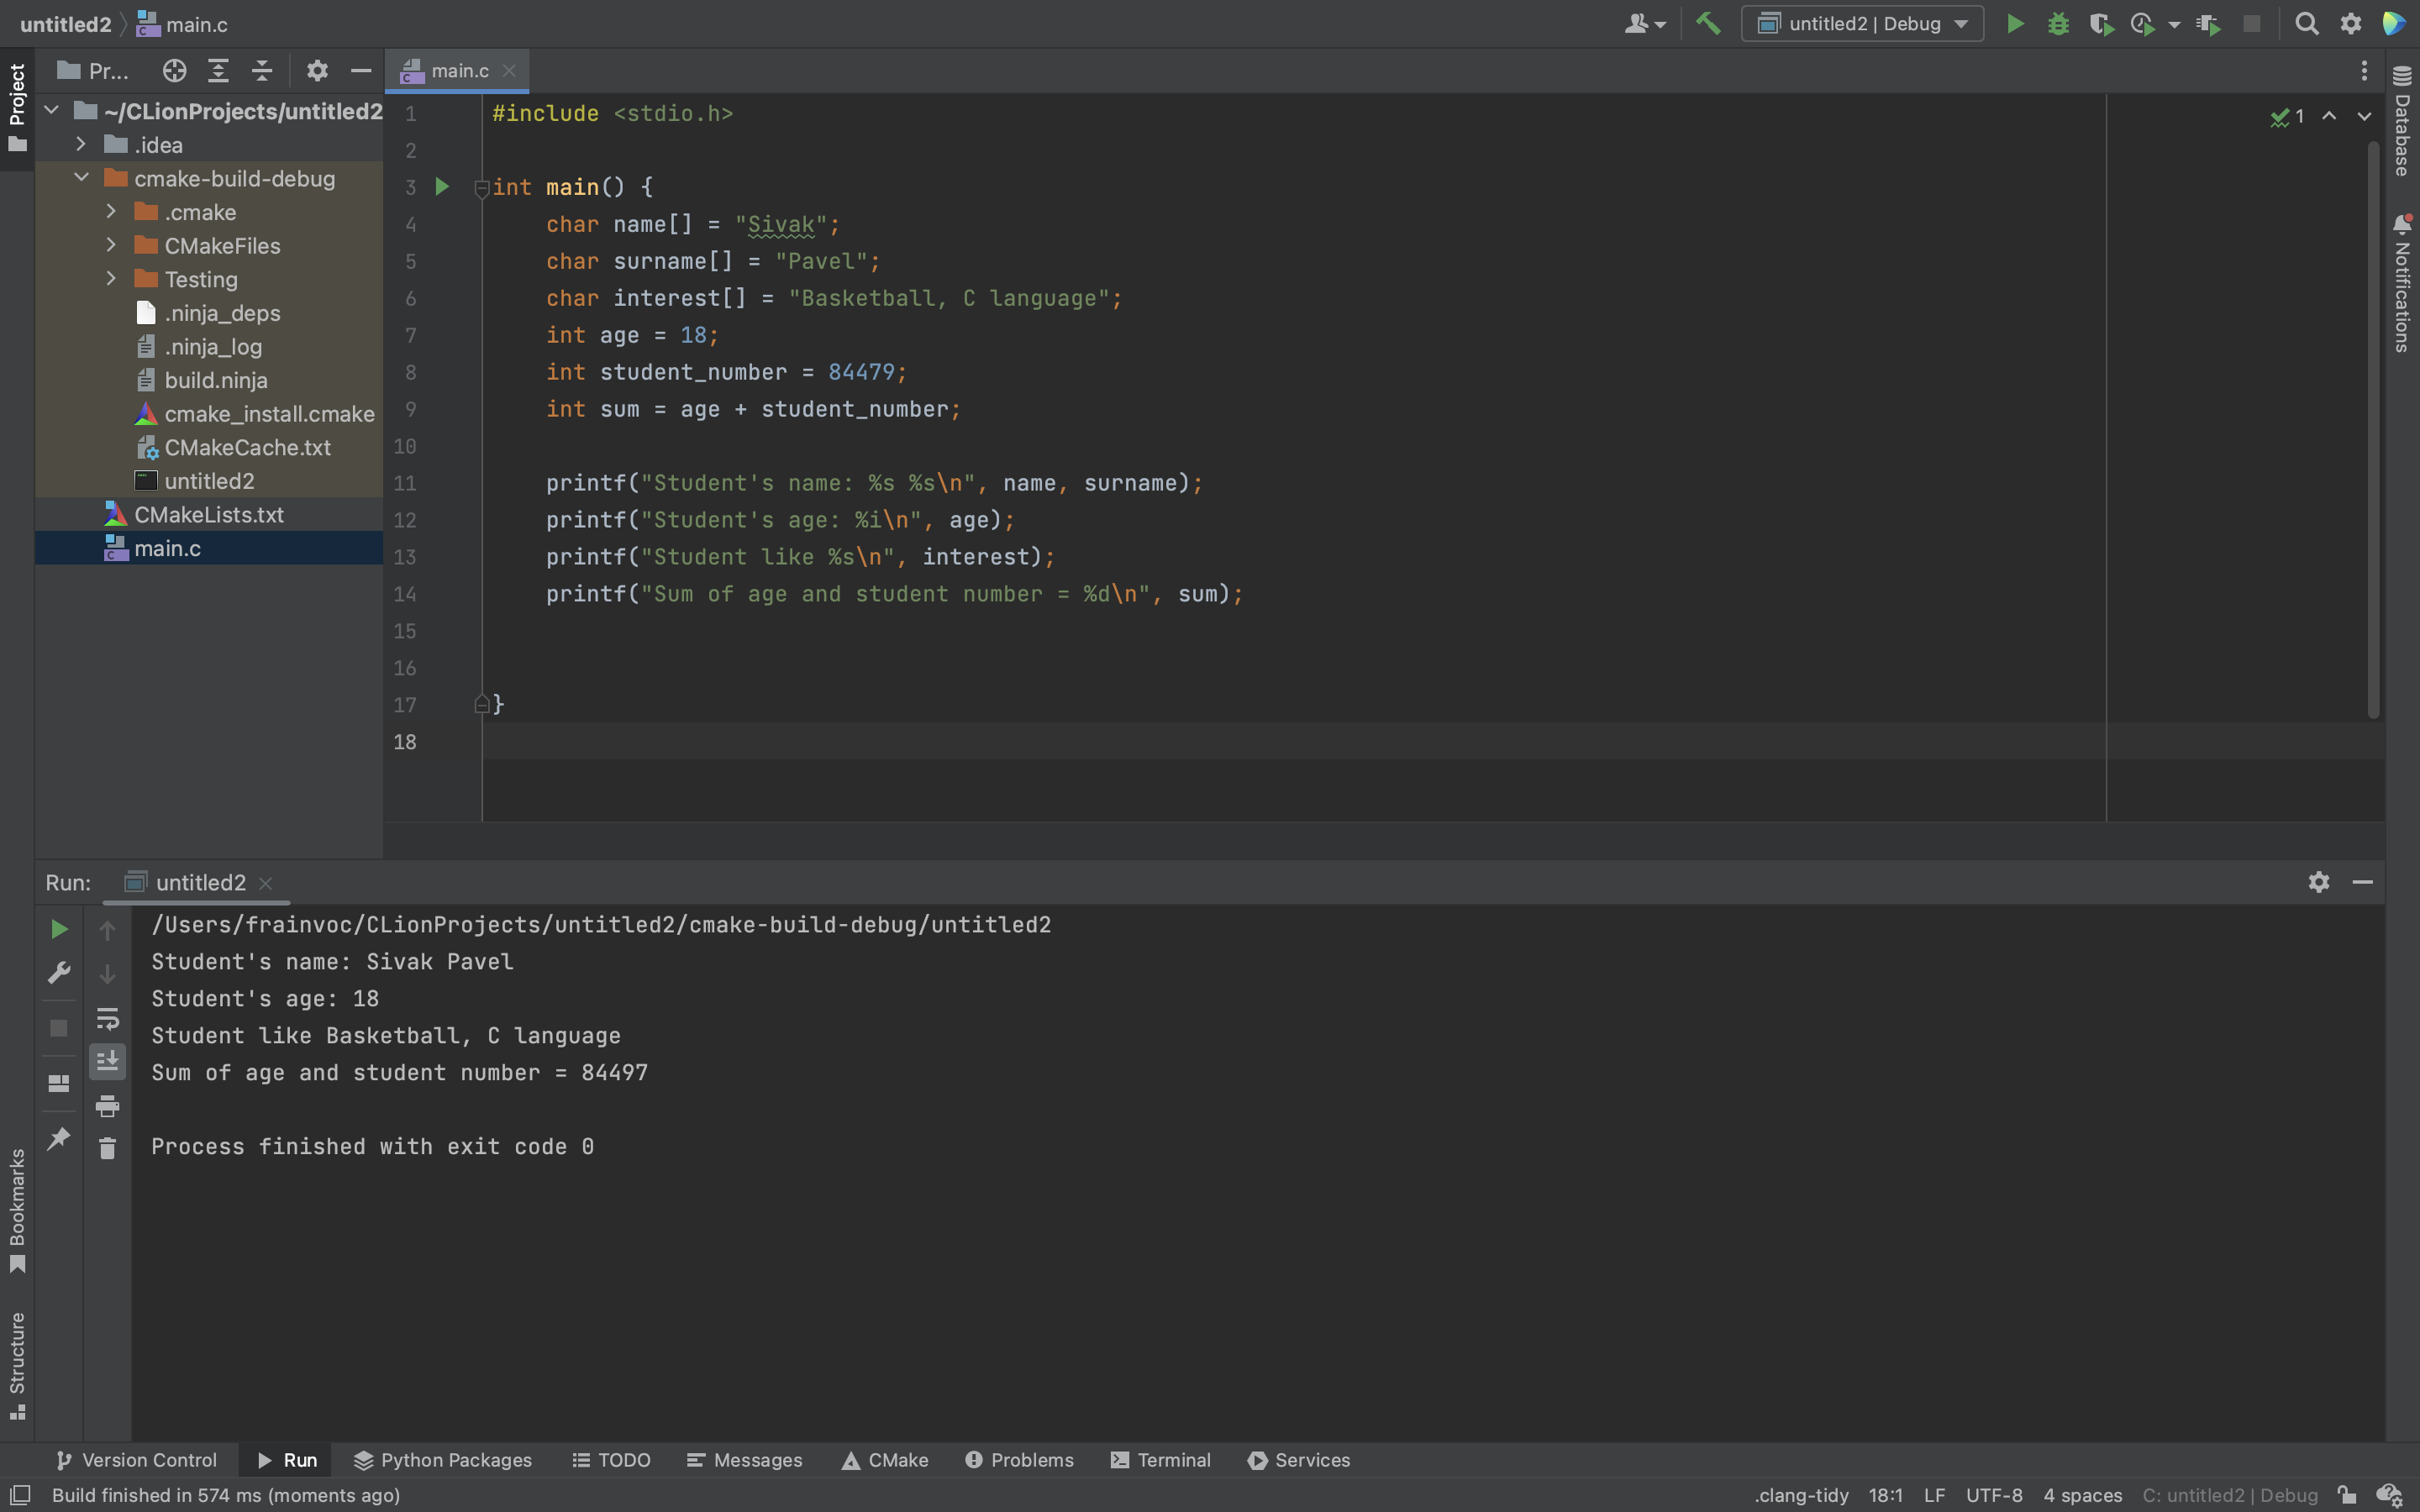 untitled2 main.c
untitled2 | Debug
Project
Pr...
main.c
~/CLionProjects/untitled2
.idea
cmake-build-debug
.cmake
CMakeFiles
Testing
.ninja_deps
.ninja_log
build.ninja
cmake_install.cmake
CMakeCache.txt
untitled2
CMakeLists.txt
main.c
1 #include <stdio.h>
2
3 int main() {
4 char name[] = "Sivak";
5 char surname[] = "Pavel";
6 char interest[] = "Basketball, C language";
7 int age = 18;
8 int student_number = 84479;
9 int sum = age + student_number;
10
11 printf("Student's name: %s %s\n", name, surname);
12 printf("Student's age: %i\n", age);
13 printf("Student like %s\n", interest);
14 printf("Sum of age and student number = %d\n", sum);
15
16
17 }
18
1
Database
Notifications
Run: untitled2
/Users/frainvoc/CLionProjects/untitled2/cmake-build-debug/untitled2
Student's name: Sivak Pavel
Student's age: 18
Student like Basketball, C language
Sum of age and student number = 84497
Process finished with exit code 0
Bookmarks
Structure
Version Control Run Python Packages TODO Messages CMake Problems Terminal Services
Build finished in 574 ms (moments ago)
.clang-tidy 18:1 LF UTF-8 4 spaces C: untitled2 | Debug